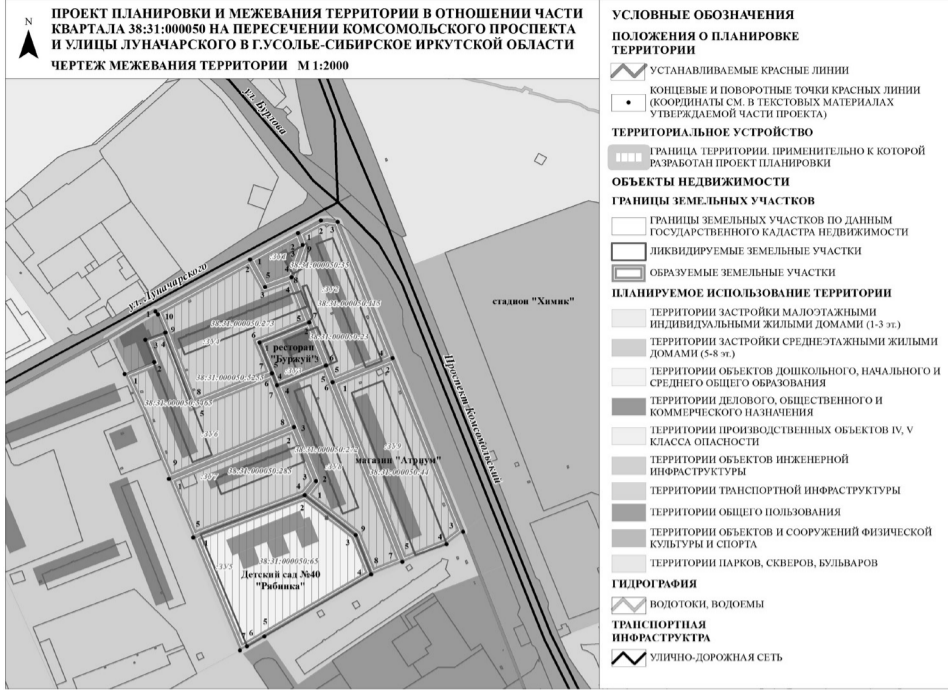 ПРОЕКТ ПЛАНИРОВКИ И МЕЖЕВАНИЯ ТЕРРИТОРИИ В ОТНОШЕНИИ ЧАСТИ
КВАРТАЛА 38:31:000050 НА ПЕРЕСЕЧЕНИИ КОМСОМОЛЬСКОГО ПРОСПЕКТА
И УЛИЦЫ ЛУНАЧАРСКОГО В Г.УСОЛЬЕ-СИБИРСКОЕ ИРКУТСКОЙ ОБЛАСТИ
ЧЕРТЕЖ МЕЖЕВАНИЯ ТЕРРИТОРИИ М 1:2000
N
ул. Бурлова
ул. Луначарского
стадион "Химик"
Проспект Комсомольский
ресторан
"Буржуй"
магазин "Атриум"
38:31:000050:65
Детский сад №40
"Рябинка"
УСЛОВНЫЕ ОБОЗНАЧЕНИЯ
ПОЛОЖЕНИЯ О ПЛАНИРОВКЕ
ТЕРРИТОРИИ
УСТАНАВЛИВАЕМЫЕ КРАСНЫЕ ЛИНИИ
КОНЦЕВЫЕ И ПОВОРОТНЫЕ ТОЧКИ КРАСНЫХ ЛИНИИ
(КООРДИНАТЫ СМ. В ТЕКСТОВЫХ МАТЕРИАЛАХ
УТВЕРЖДАЕМОЙ ЧАСТИ ПРОЕКТА)
ТЕРРИТОРИАЛЬНОЕ УСТРОЙСТВО
ГРАНИЦА ТЕРРИТОРИИ. ПРИМЕНИТЕЛЬНО К КОТОРОЙ
РАЗРАБОТАН ПРОЕКТ ПЛАНИРОВКИ
ОБЪЕКТЫ НЕДВИЖИМОСТИ
ГРАНИЦЫ ЗЕМЕЛЬНЫХ УЧАСТКОВ
ГРАНИЦЫ ЗЕМЕЛЬНЫХ УЧАСТКОВ ПО ДАННЫМ
ГОСУДАРСТВЕННОГО КАДАСТРА НЕДВИЖИМОСТИ
ЛИКВИДИРУЕМЫЕ ЗЕМЕЛЬНЫЕ УЧАСТКИ
ОБРАЗУЕМЫЕ ЗЕМЕЛЬНЫЕ УЧАСТКИ
ПЛАНИРУЕМОЕ ИСПОЛЬЗОВАНИЕ ТЕРРИТОРИИ
ТЕРРИТОРИИ ЗАСТРОЙКИ МАЛОЭТАЖНЫМИ
ИНДИВИДУАЛЬНЫМИ ЖИЛЫМИ ДОМАМИ (1-3 эт.)
ТЕРРИТОРИИ ЗАСТРОЙКИ СРЕДНЕЭТАЖНЫМИ ЖИЛЫМИ
ДОМАМИ (5-8 эт.)
ТЕРРИТОРИИ ОБЪЕКТОВ ДОШКОЛЬНОГО, НАЧАЛЬНОГО И
СРЕДНЕГО ОБЩЕГО ОБРАЗОВАНИЯ
ТЕРРИТОРИИ ДЕЛОВОГО, ОБЩЕСТВЕННОГО И
КОММЕРЧЕСКОГО НАЗНАЧЕНИЯ
ТЕРРИТОРИИ ПРОИЗВОДСТВЕННЫХ ОБЪЕКТОВ IV, V
КЛАССА ОПАСНОСТИ
ТЕРРИТОРИИ ОБЪЕКТОВ ИНЖЕНЕРНОЙ
ИНФРАСТРУКТУРЫ
ТЕРРИТОРИИ ТРАНСПОРТНОЙ ИНФРАСТРУКТУРЫ
ТЕРРИТОРИИ ОБЩЕГО ПОЛЬЗОВАНИЯ
ТЕРРИТОРИИ ОБЪЕКТОВ И СООРУЖЕНИЙ ФИЗИЧЕСКОЙ
КУЛЬТУРЫ И СПОРТА
ТЕРРИТОРИИ ПАРКОВ, СКВЕРОВ, БУЛЬВАРОВ
ГИДРОГРАФИЯ
ВОДОТОКИ, ВОДОЕМЫ
ТРАНСПОРТНАЯ
ИНФРАСТРУКТРА
УЛИЧНО-ДОРОЖНАЯ СЕТЬ